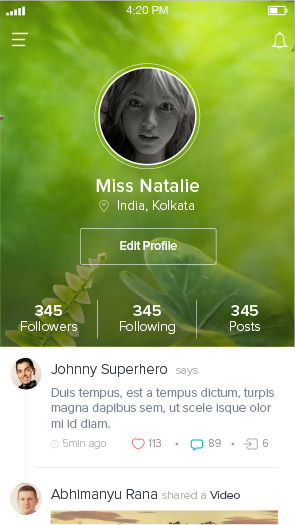 4:20 PM
Miss Natalie
India, Kolkata
Edit Profile
345 345 345
Followers Following Posts
Johnny Superhero says
Duis tempus, est a tempus dictum, turpis
magna dapibus sem, ut scele isque olor
mi id diam.
5min ago 113 • 89 • 6
Abhimanyu Rana shared a Video